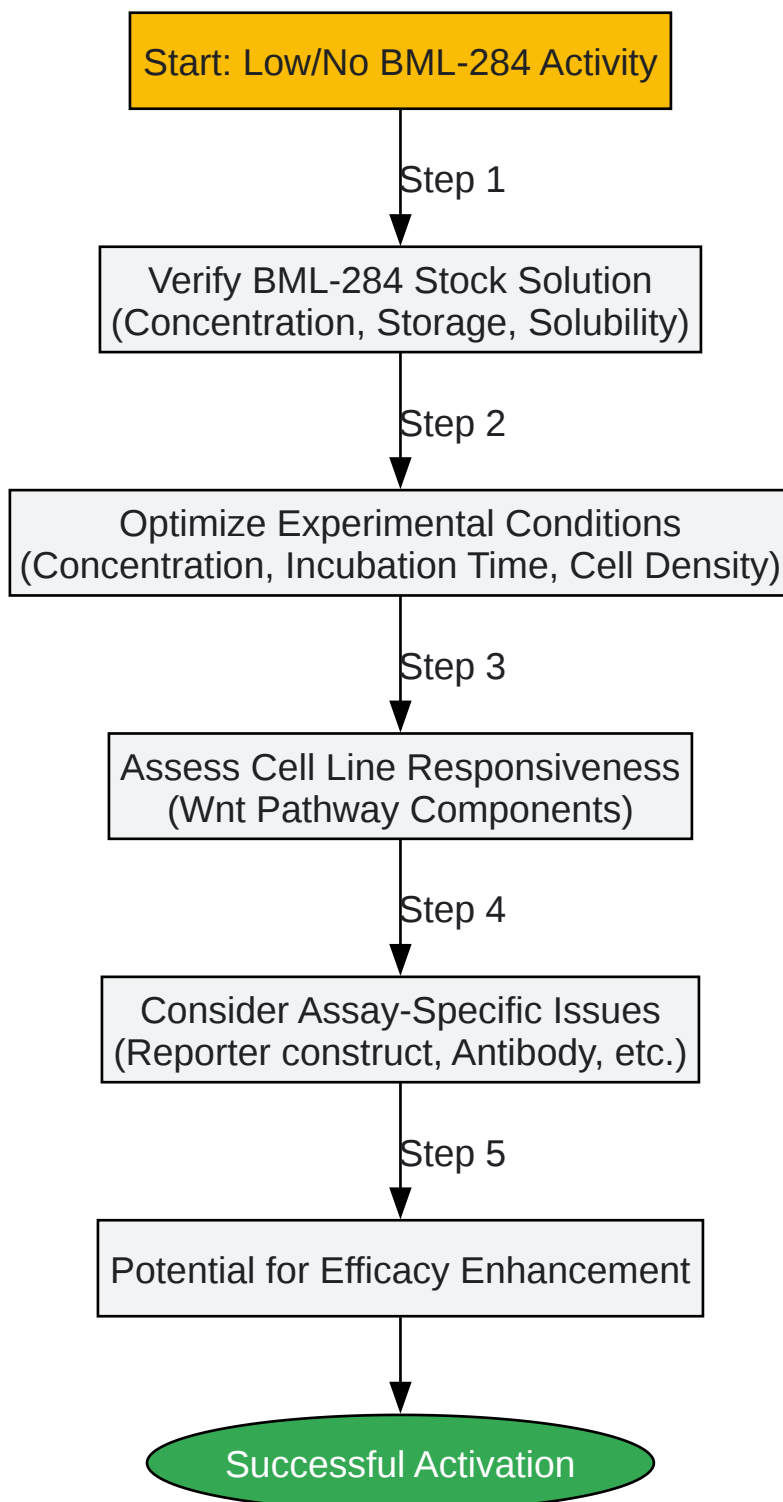 Start: Low/No BML-284 Activity
Step 1
Verify BML-284 Stock Solution
(Concentration, Storage, Solubility)
Step 2
Optimize Experimental Conditions
(Concentration, Incubation Time, Cell Density)
Step 3
Assess Cell Line Responsiveness
(Wnt Pathway Components)
Step 4
Consider Assay-Specific Issues
(Reporter construct, Antibody, etc.)
Step 5
Potential for Efficacy Enhancement
Successful Activation